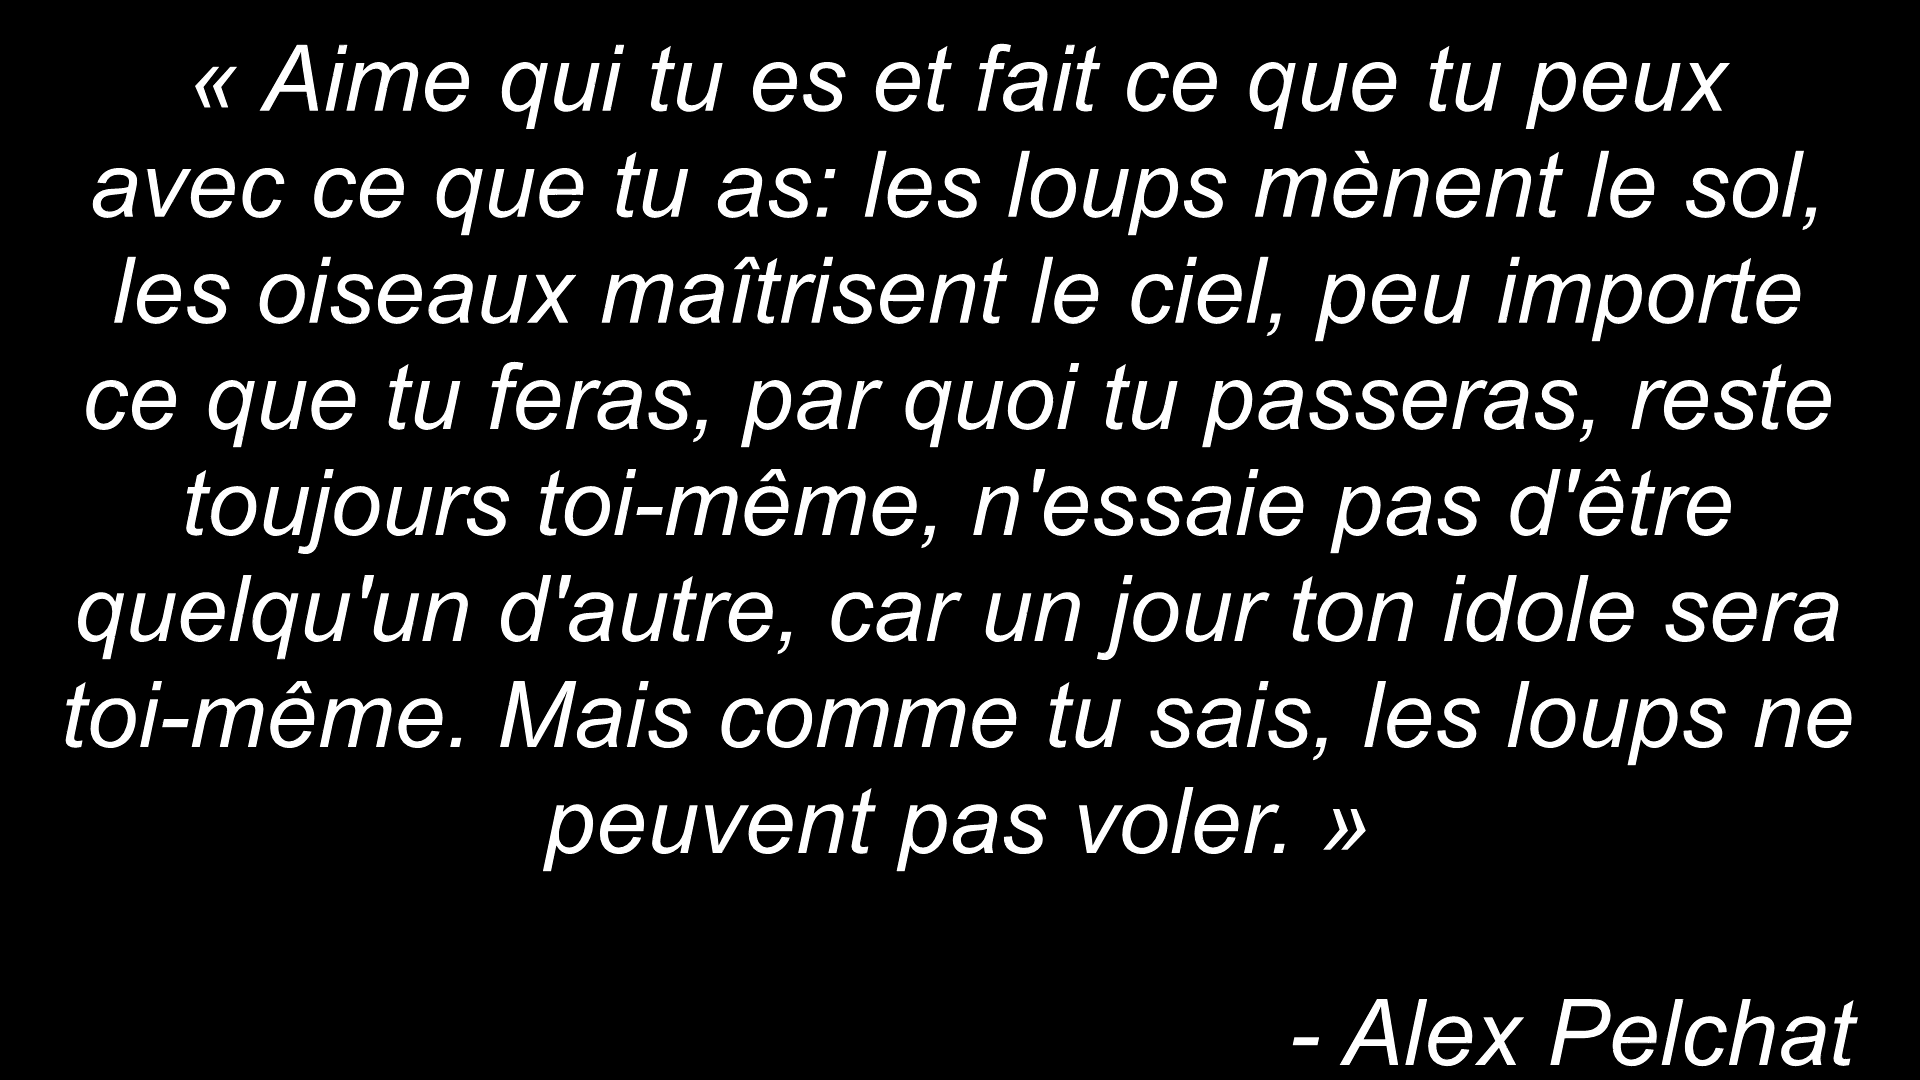 « Aime qui tu es et fait ce que tu peux
avec ce que tu as: les loups mènent le sol,
les oiseaux maîtrisent le ciel, peu importe
ce que tu feras, par quoi tu passeras, reste
toujours toi-même, n'essaie pas d'être
quelqu'un d'autre, car un jour ton idole sera
toi-même. Mais comme tu sais, les loups ne
peuvent pas voler. »
- Alex Pelchat